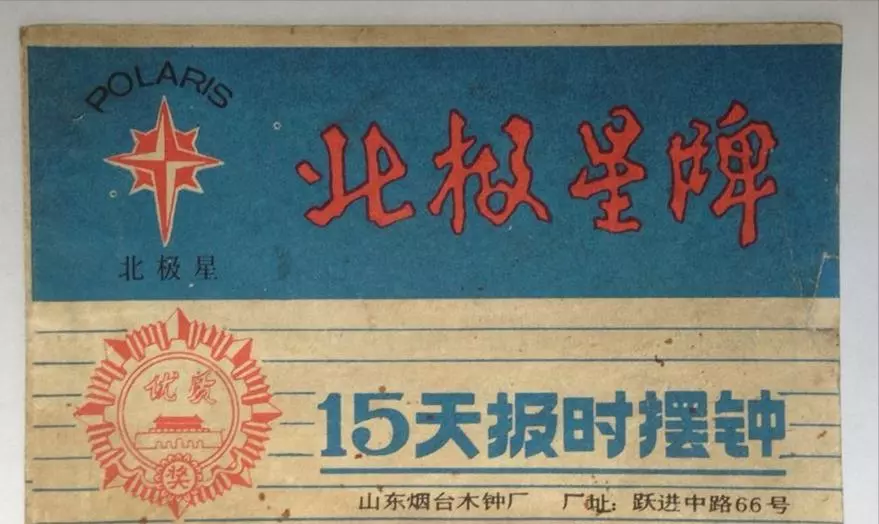 POLARIS
北极星
北极星牌
优质
奖
15天报时摆钟
山东烟台木钟厂 厂址：跃进中路66号